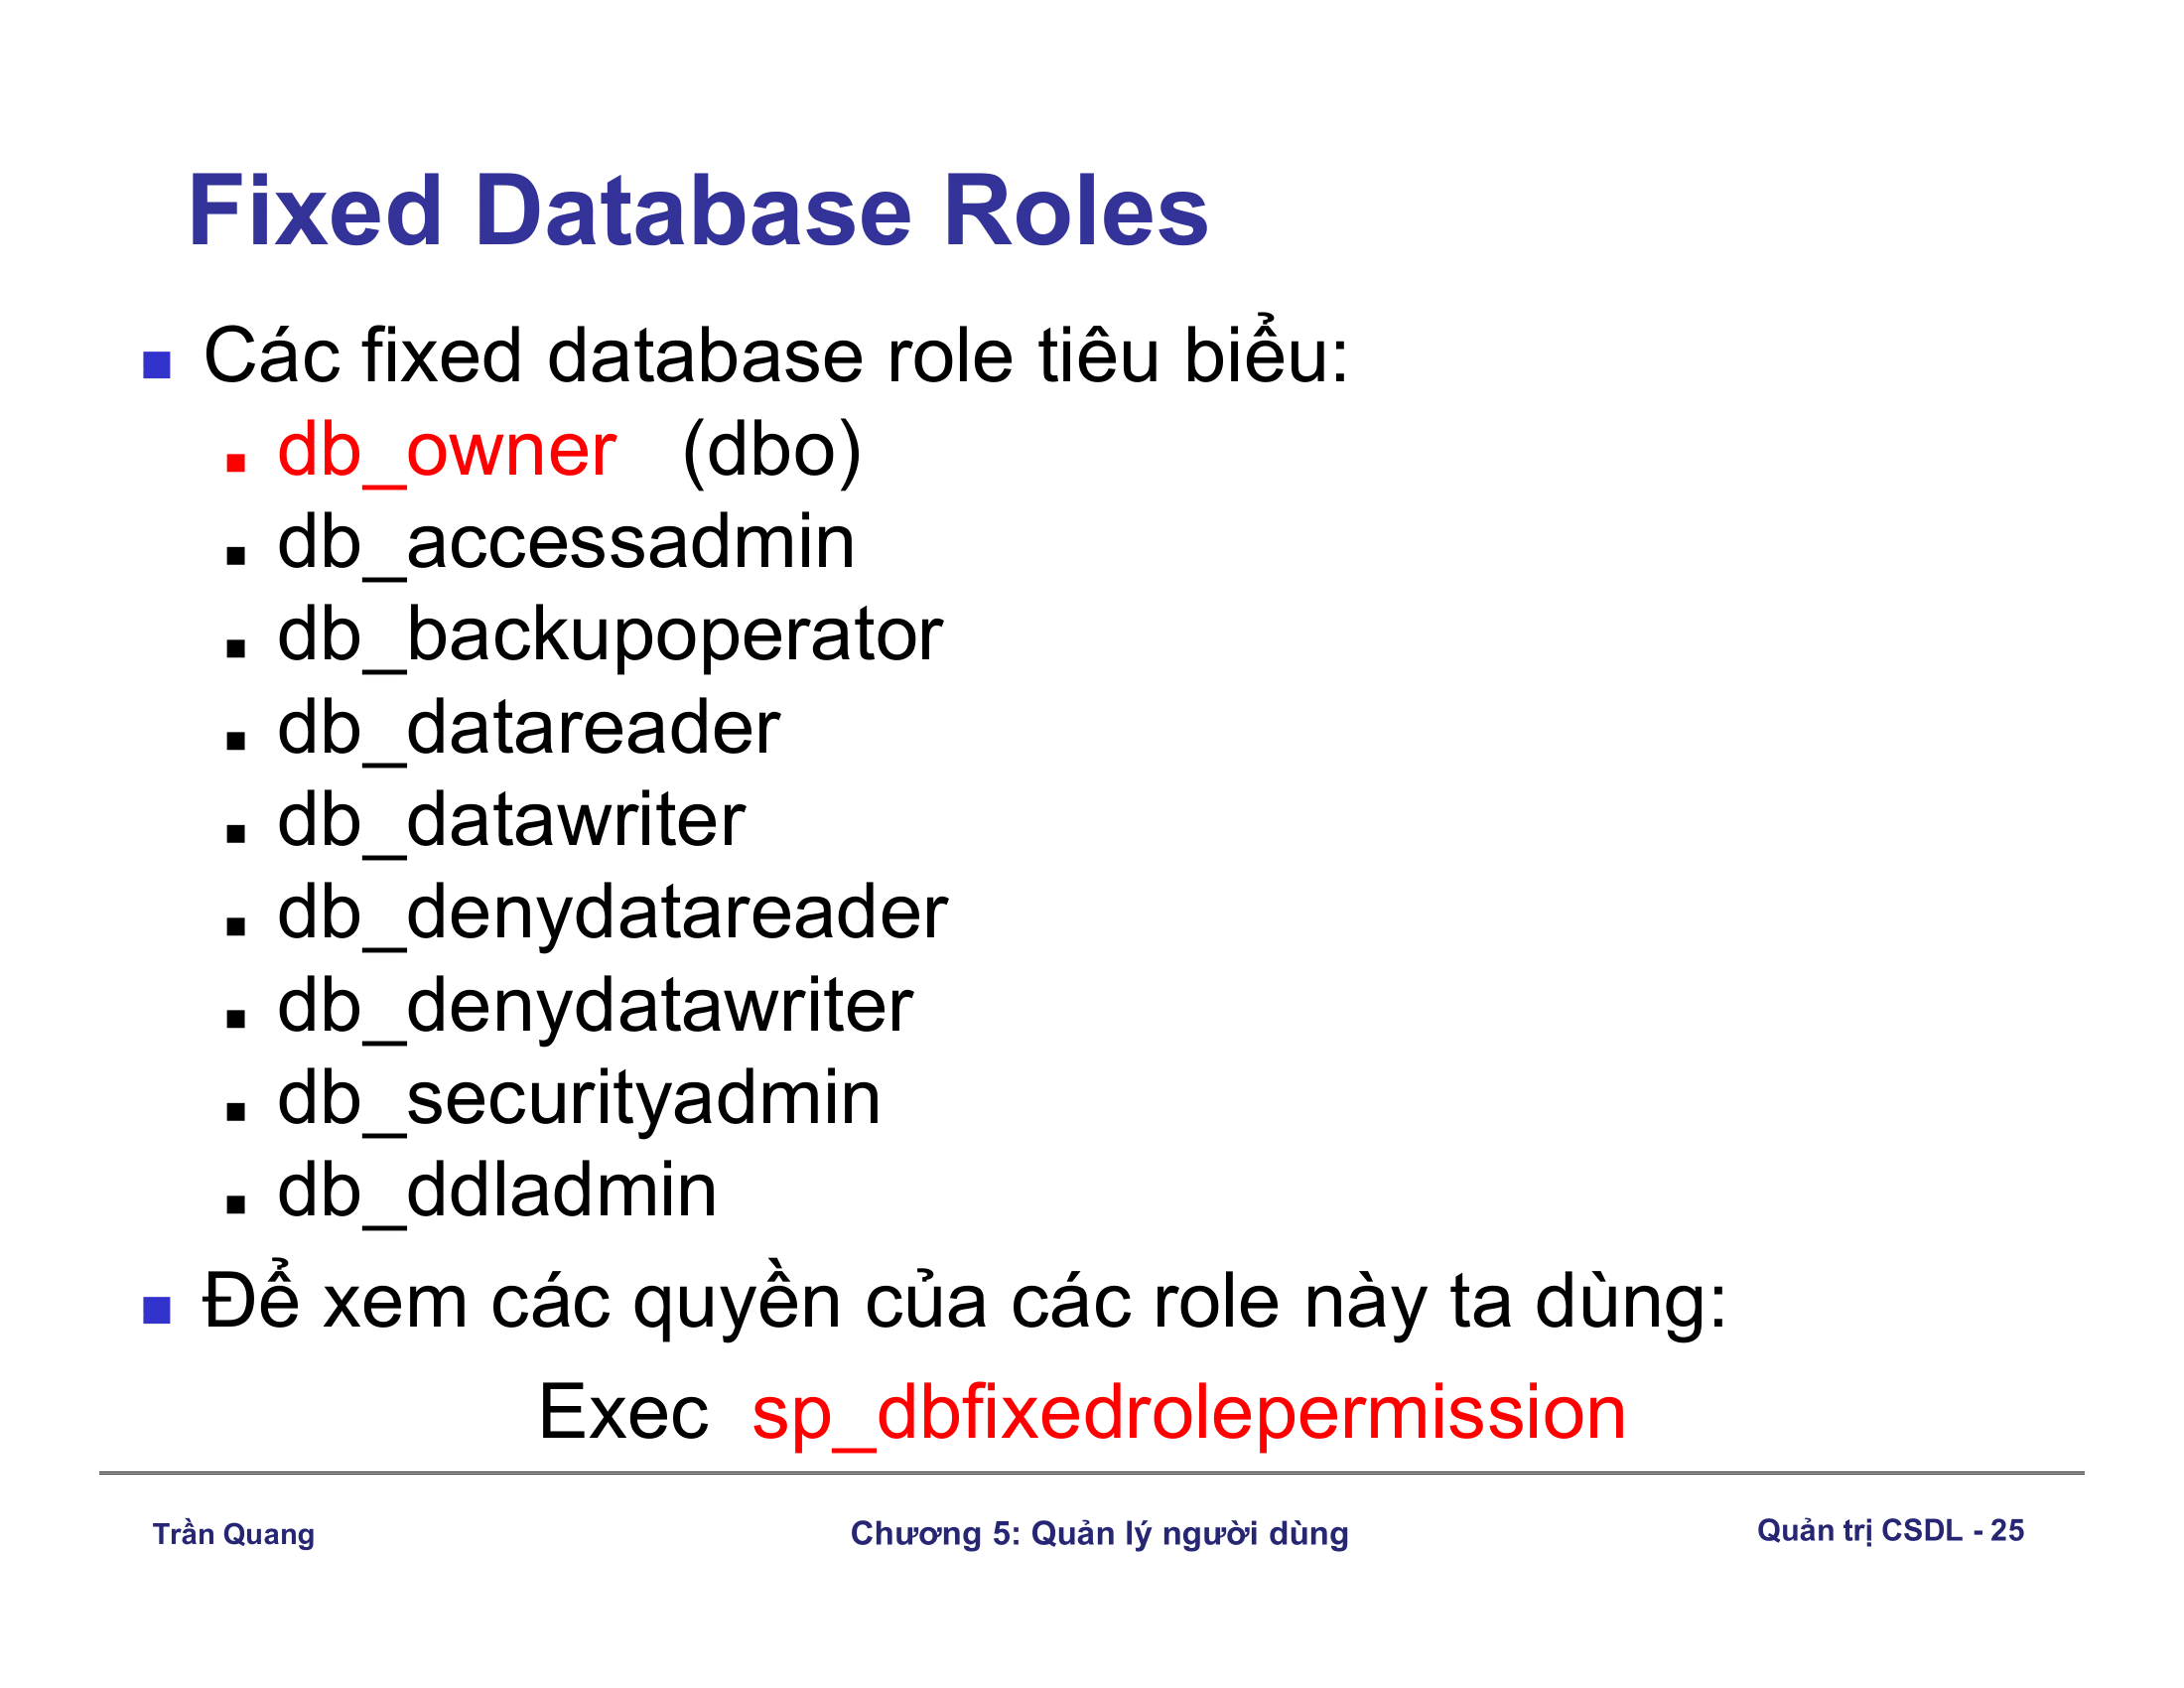 Fixed Database Roles
Các fixed database role tiêu biểu:
db_owner (dbo)
db_accessadmin
db_backupoperator
db_datareader
db_datawriter
db_denydatareader
db_denydatawriter
db_securityadmin
db_ddladmin
Để xem các quyền của các role này ta dùng:
Exec sp_dbfixedrolepermission
Trần Quang
Chương 5: Quản lý người dùng
Quản trị CSDL - 25